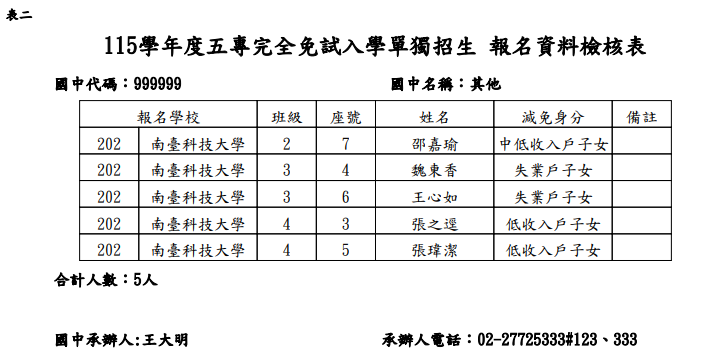 表二
115學年度五專完全免試入學單獨招生 報名資料檢核表
國中代碼：999999 國中名稱：其他
報名學校 班級 座號 姓名 減免身分 備註
202 南臺科技大學 2 7 邵嘉瑜 中低收入戶子女
202 南臺科技大學 3 4 魏東香 失業戶子女
202 南臺科技大學 3 6 王心如 失業戶子女
202 南臺科技大學 4 3 張之逕 低收入戶子女
202 南臺科技大學 4 5 張瑋潔 低收入戶子女
合計人數：5人
國中承辦人:王大明 承辦人電話：02-27725333#123、333